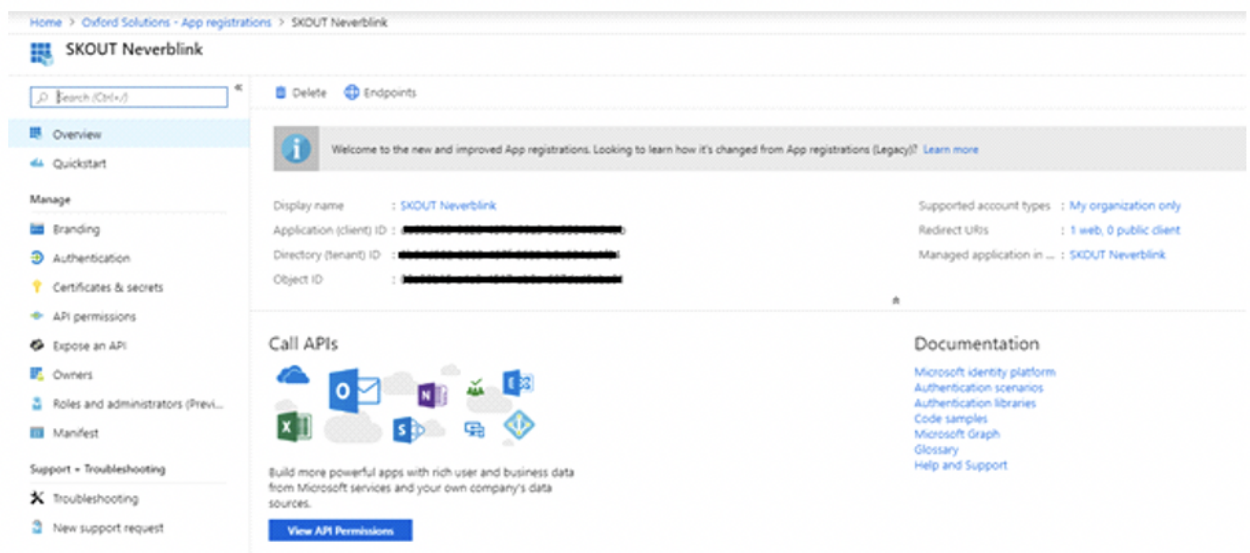 Home > Oxford Solutions - App registrations > SKOUT Neverblink
SKOUT Neverblink
Search (Ctrl+/)
«
Delete
Endpoints
Overview
Quickstart
Manage
Branding
Authentication
Certificates & secrets
API permissions
Expose an API
Owners
Roles and administrators (Previ...
Manifest
Support + Troubleshooting
Troubleshooting
New support request
Welcome to the new and improved App registrations. Looking to learn how it's changed from App registrations (Legacy)? Learn more
Display name : SKOUT Neverblink
Application (client) ID :
Directory (tenant) ID :
Object ID :
Supported account types : My organization only
Redirect URIs : 1 web, 0 public client
Managed application in ... : SKOUT Neverblink
Call APIs
Build more powerful apps with rich user and business data
from Microsoft services and your own company's data
sources.
View API Permissions
Documentation
Microsoft identity platform
Authentication scenarios
Authentication libraries
Code samples
Microsoft Graph
Glossary
Help and Support